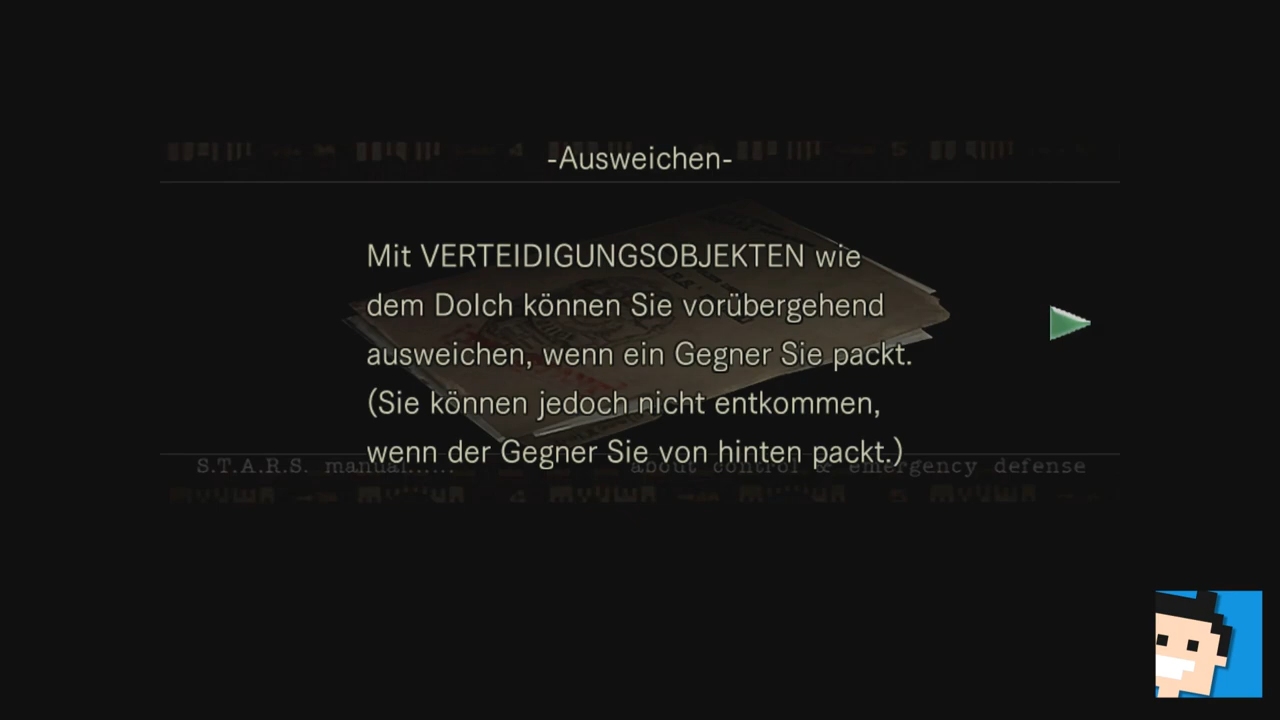 -Ausweichen-
Mit VERTEIDIGUNGSOBJEKTEN wie
dem Dolch können Sie vorübergehend
ausweichen, wenn ein Gegner Sie packt.
(Sie können jedoch nicht entkommen,
wenn der Gegner Sie von hinten packt.)
S.T.A.R.S. manual...... about control & emergency defense